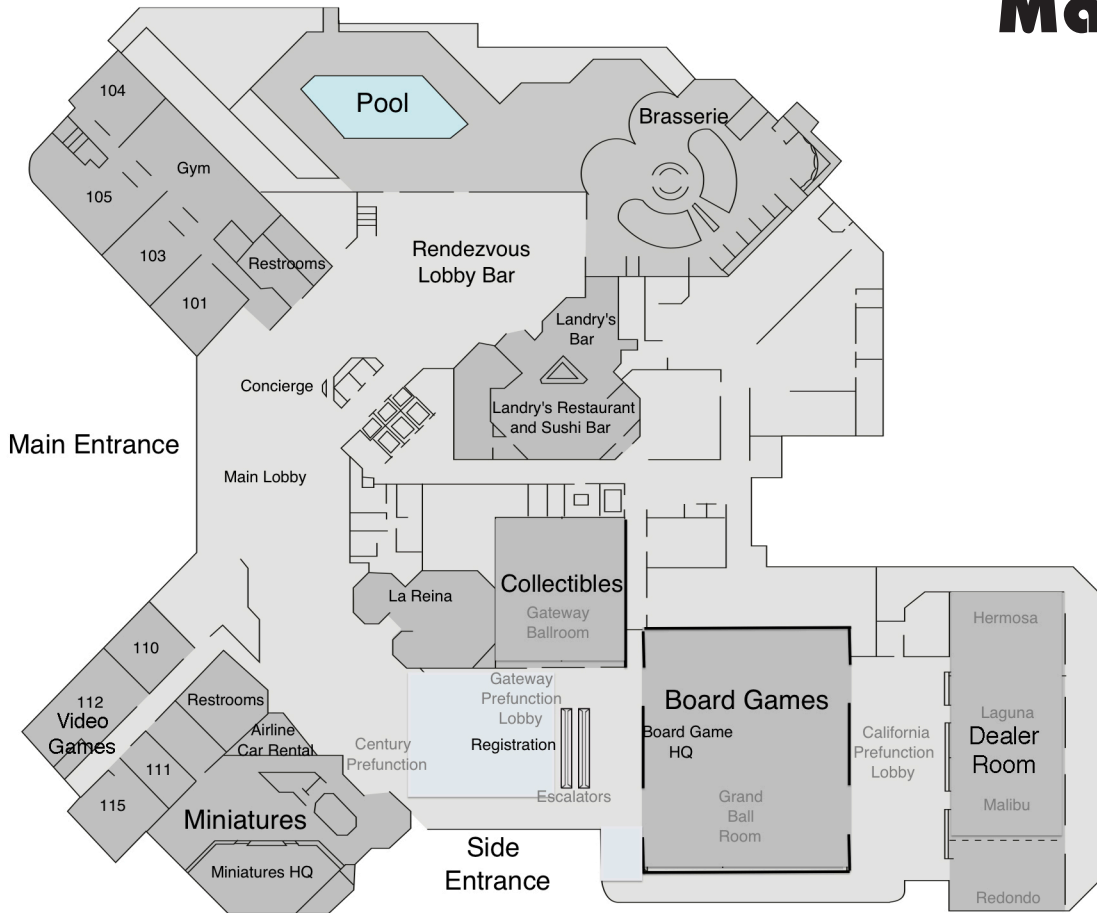 Ma
104
Pool
Brasserie
Gym
105
103
Restrooms
101
Rendezvous
Lobby Bar
Landry's
Bar
Concierge
Landry's Restaurant
and Sushi Bar
Main Entrance
Main Lobby
Collectibles
Gateway
Ballroom
La Reina
Hermosa
110
112
Video
Games
Restrooms
Airline
Car Rental
111
115
Gateway
Prefunction
Lobby
Registration
Century
Prefunction
Escalators
Board Games
Board Game
HQ
Grand
Ball
Room
California
Prefunction
Lobby
Laguna
Dealer
Room
Malibu
Redondo
Miniatures
Miniatures HQ
Side
Entrance